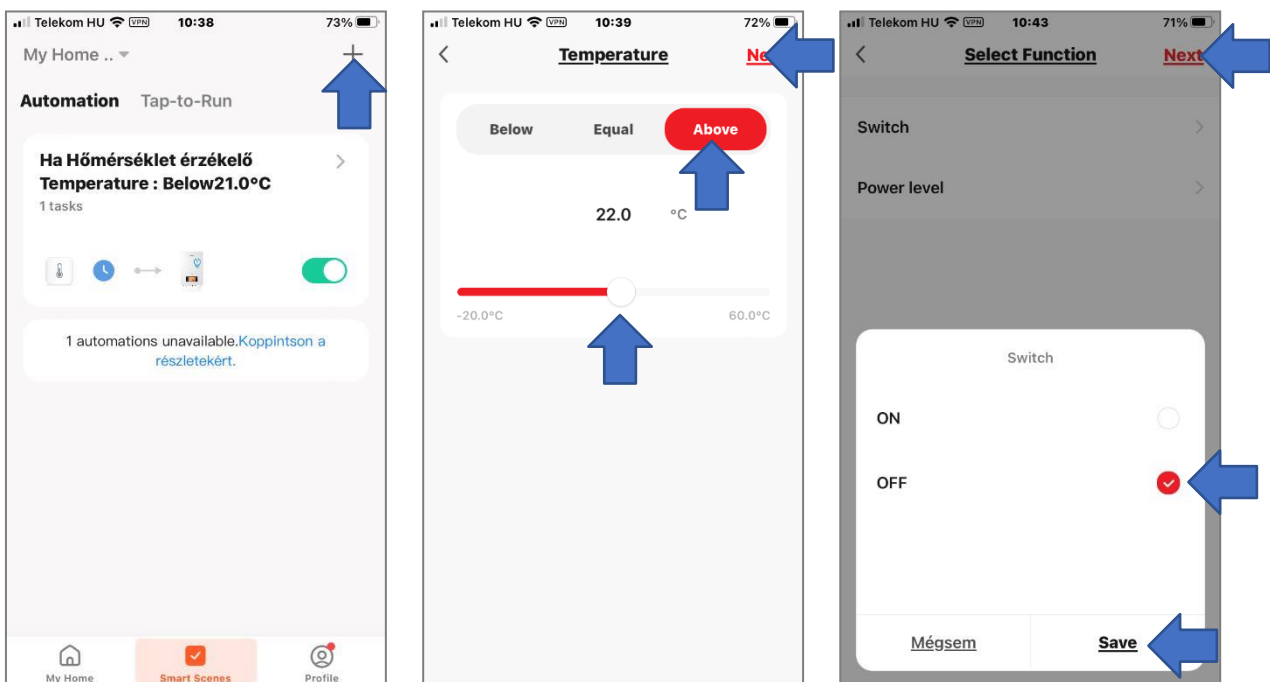 Telekom HU VPN 10:38 73%
My Home ..
Automation Tap-to-Run
Ha Hőmérséklet érzékelő
Temperature : Below21.0°C
1 tasks
1 automations unavailable.Koppintson a
részletekért.
My Home Smart Scenes Profile
Telekom HU VPN 10:39 72%
Temperature
Below Equal Above
22.0 °C
-20.0°C 60.0°C
Telekom HU VPN 10:43 71%
Select Function Next
Switch
Power level
Switch
ON
OFF
Mégsem Save